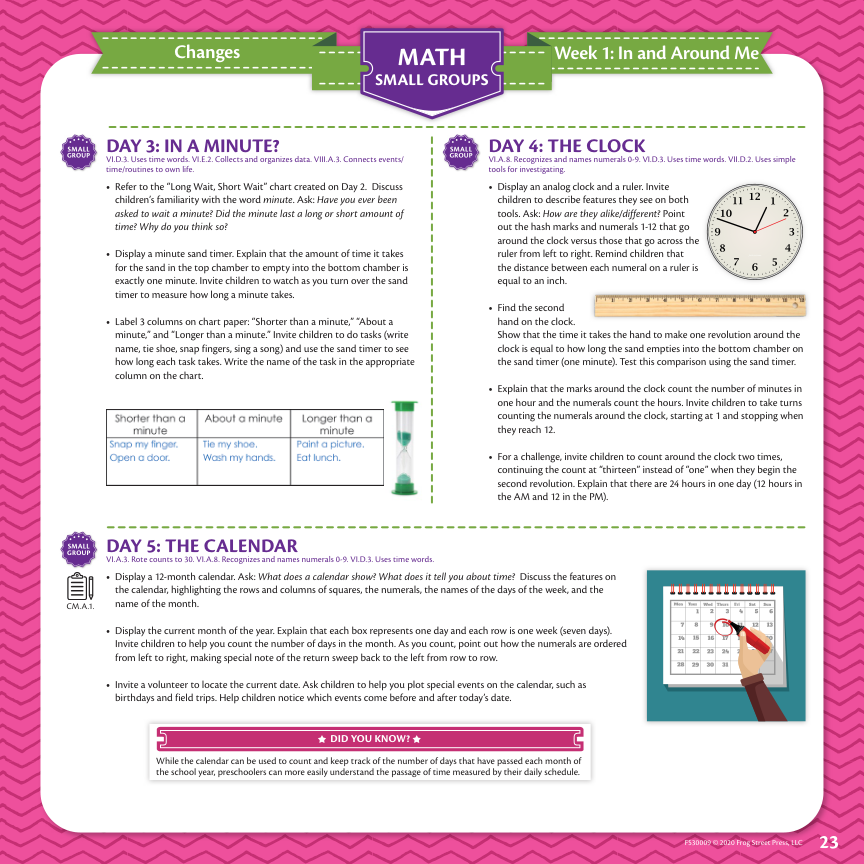 Changes
MATH
SMALL GROUPS
Week 1: In and Around Me
SMALL
GROUP
DAY 3: IN A MINUTE?
VI.D.3. Uses time words. VI.E.2. Collects and organizes data. VIII.A.3. Connects events/
time/routines to own life.
• Refer to the "Long Wait, Short Wait" chart created on Day 2.  Discuss
children's familiarity with the word minute. Ask: Have you ever been
asked to wait a minute? Did the minute last a long or short amount of
time? Why do you think so?
• Display a minute sand timer. Explain that the amount of time it takes
for the sand in the top chamber to empty into the bottom chamber is
exactly one minute. Invite children to watch as you turn over the sand
timer to measure how long a minute takes.
• Label 3 columns on chart paper: "Shorter than a minute," "About a
minute," and "Longer than a minute." Invite children to do tasks (write
name, tie shoe, snap fingers, sing a song) and use the sand timer to see
how long each task takes. Write the name of the task in the appropriate
column on the chart.
Shorter than a
minute
About a minute
Longer than a
minute
Snap my finger.
Open a door.
Tie my shoe.
Wash my hands.
Paint a picture.
Eat lunch.
SMALL
GROUP
DAY 4: THE CLOCK
VI.A.8. Recognizes and names numerals 0-9. VI.D.3. Uses time words. VII.D.2. Uses simple
tools for investigating.
• Display an analog clock and a ruler. Invite
children to describe features they see on both
tools. Ask: How are they alike/different? Point
out the hash marks and numerals 1-12 that go
around the clock versus those that go across the
ruler from left to right. Remind children that
the distance between each numeral on a ruler is
equal to an inch.
12
1
2
3
4
5
6
7
8
9
10
11
• Find the second
hand on the clock.
Show that the time it takes the hand to make one revolution around the
clock is equal to how long the sand empties into the bottom chamber on
the sand timer (one minute). Test this comparison using the sand timer.
• Explain that the marks around the clock count the number of minutes in
one hour and the numerals count the hours. Invite children to take turns
counting the numerals around the clock, starting at 1 and stopping when
they reach 12.
• For a challenge, invite children to count around the clock two times,
continuing the count at "thirteen" instead of "one" when they begin the
second revolution. Explain that there are 24 hours in one day (12 hours in
the AM and 12 in the PM).
SMALL
GROUP
DAY 5: THE CALENDAR
VI.A.3. Rote counts to 30. VI.A.8. Recognizes and names numerals 0-9. VI.D.3. Uses time words.
C.M.A.1.
• Display a 12-month calendar. Ask: What does a calendar show? What does it tell you about time?  Discuss the features on
the calendar, highlighting the rows and columns of squares, the numerals, the names of the days of the week, and the
name of the month.
• Display the current month of the year. Explain that each box represents one day and each row is one week (seven days).
Invite children to help you count the number of days in the month. As you count, point out how the numerals are ordered
from left to right, making special note of the return sweep back to the left from row to row.
• Invite a volunteer to locate the current date. Ask children to help you plot special events on the calendar, such as
birthdays and field trips. Help children notice which events come before and after today's date.
Mon Tues Wed Thu Fri Sat Sun
1 2 3 4 5 6
7 8 9 10 13
14 15 16 17 20
21 22 23 24 27
28 29 30 31
★ DID YOU KNOW? ★
While the calendar can be used to count and keep track of the number of days that have passed each month of
the school year, preschoolers can more easily understand the passage of time measured by their daily schedule.
FS30009 © 2020 Frog Street Press, LLC
23